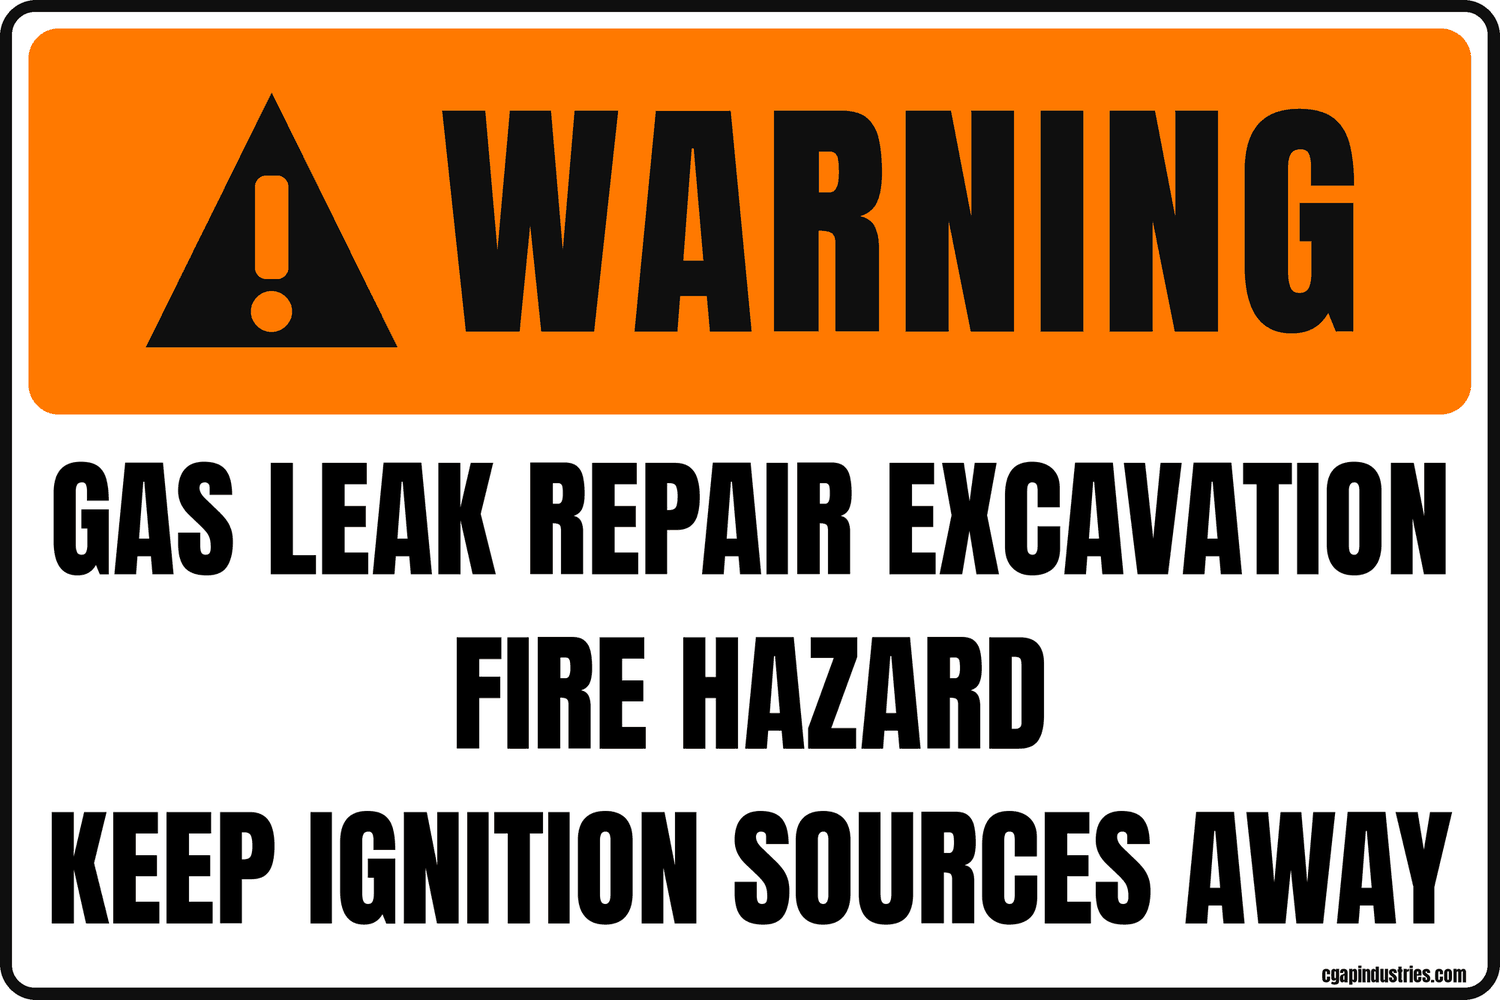 WARNING
GAS LEAK REPAIR EXCAVATION
FIRE HAZARD
KEEP IGNITION SOURCES AWAY
cgapindustries.com